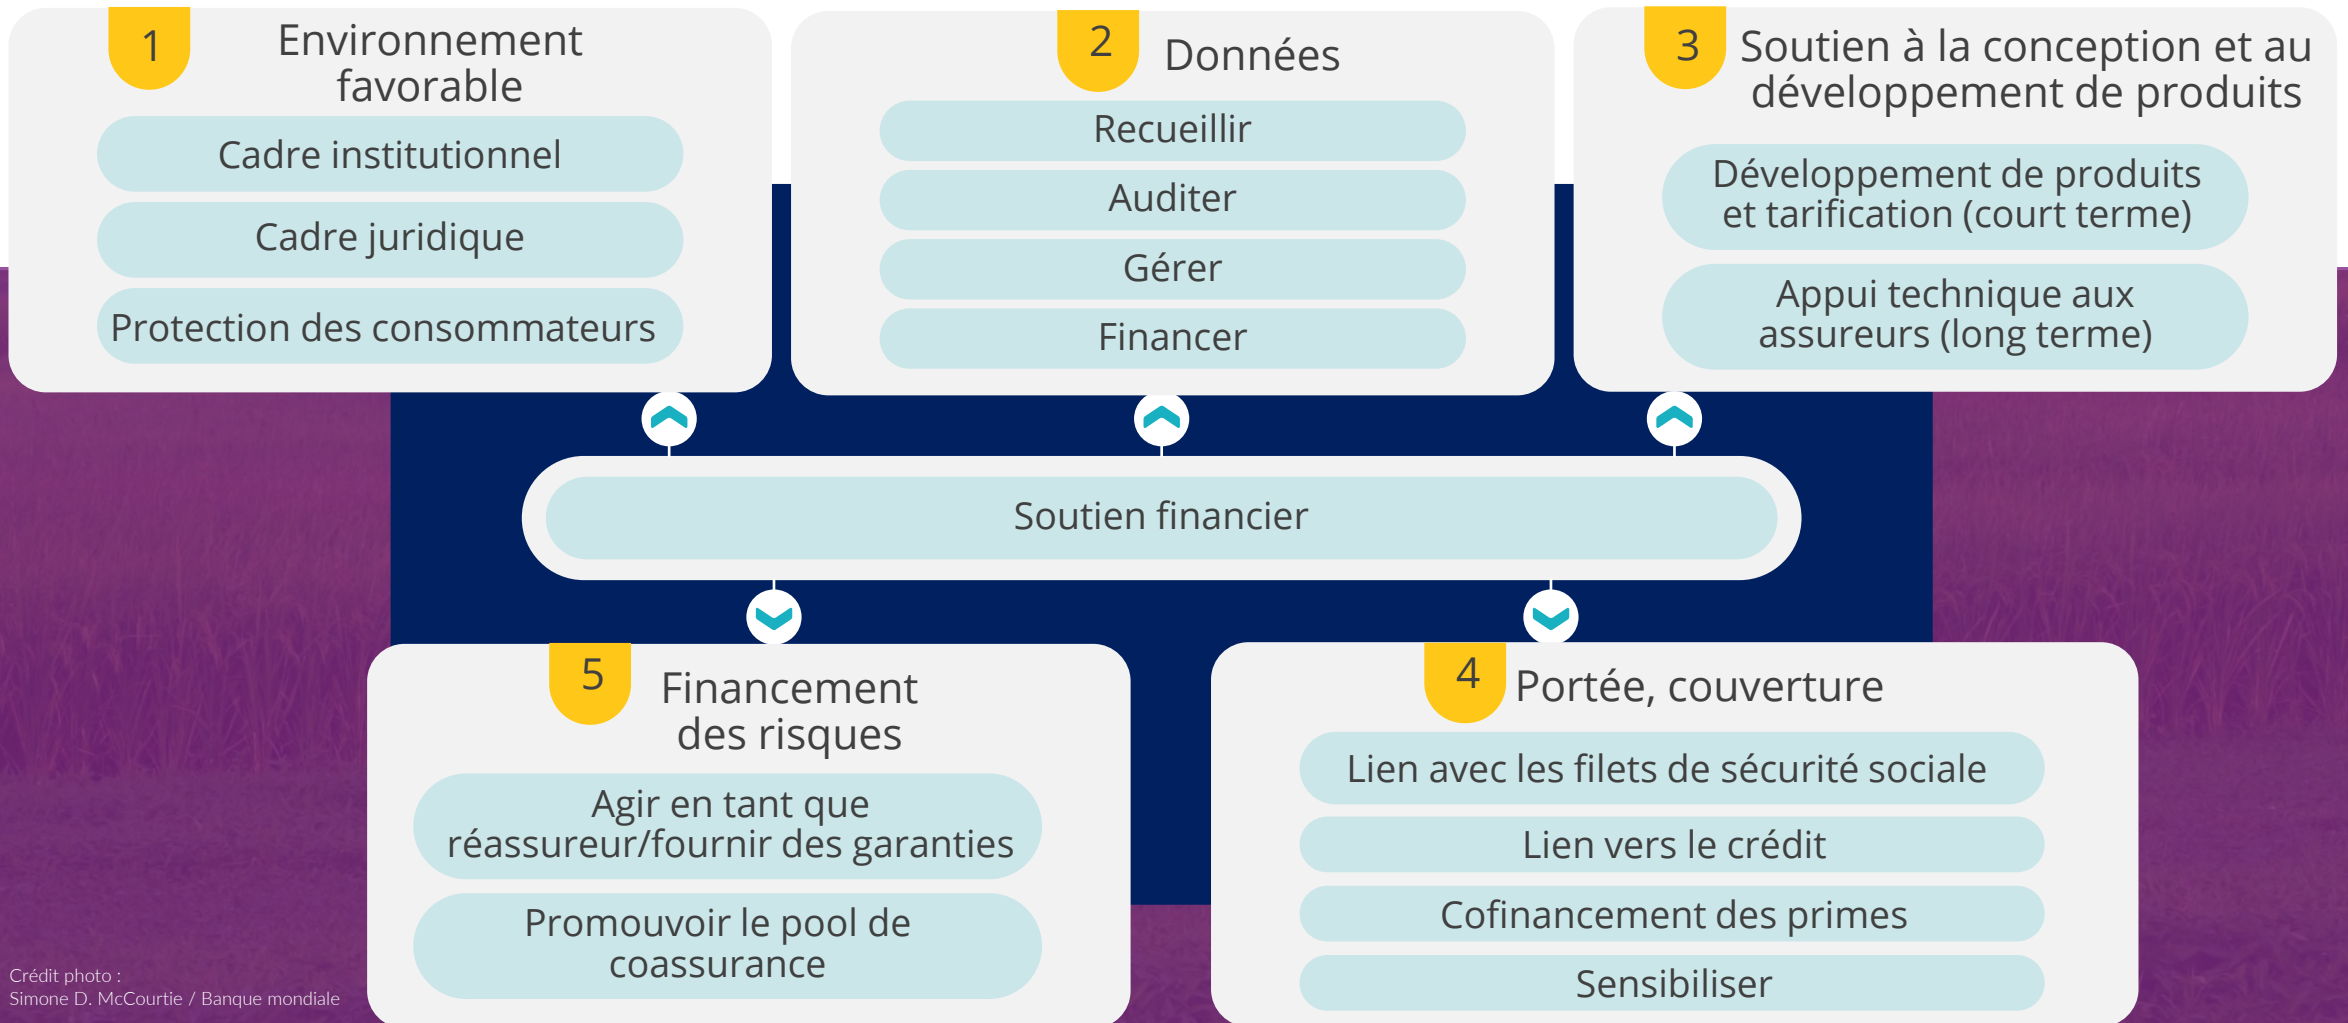 1
Environnement
favorable
Cadre institutionnel
Cadre juridique
Protection des consommateurs
2
Données
Recueillir
Auditer
Gérer
Financer
3
Soutien à la conception et au
développement de produits
Développement de produits
et tarification (court terme)
Appui technique aux
assureurs (long terme)
Soutien financier
5
Financement
des risques
Agir en tant que
réassureur/fournir des garanties
Promouvoir le pool de
coassurance
4
Portée, couverture
Lien avec les filets de sécurité sociale
Lien vers le crédit
Cofinancement des primes
Sensibiliser
Crédit photo :
Simone D. McCourtie / Banque mondiale